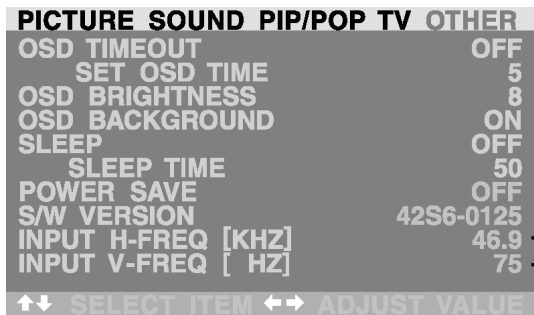 PICTURE SOUND PIP/POP TV OTHER
OSD TIMEOUT OFF
SET OSD TIME 5
OSD BRIGHTNESS 8
OSD BACKGROUND ON
SLEEP OFF
SLEEP TIME 50
POWER SAVE OFF
S/W VERSION 42S6-0125
INPUT H-FREQ [KHZ] 46.9
INPUT V-FREQ [ HZ] 75
SELECT ITEM ADJUST VALUE